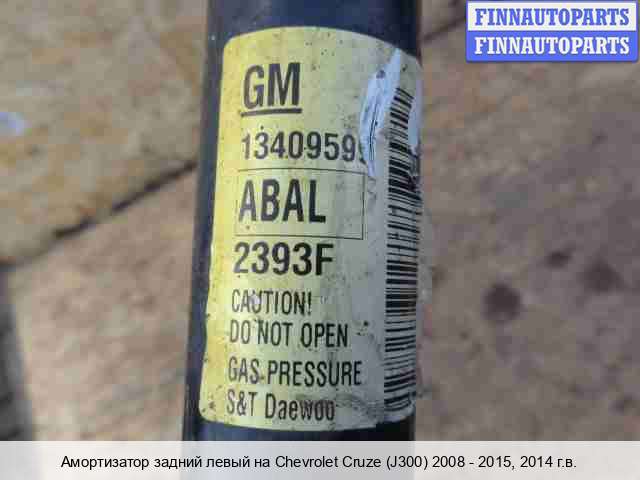 FINNAUTOPARTS
FINNAUTOPARTS
GM
1340959
ABAL
2393F
CAUTION!
DO NOT OPEN
GAS PRESSURE
S&T Daewoo
Амортизатор задний левый на Chevrolet Cruze (J300) 2008 - 2015, 2014 г.в.